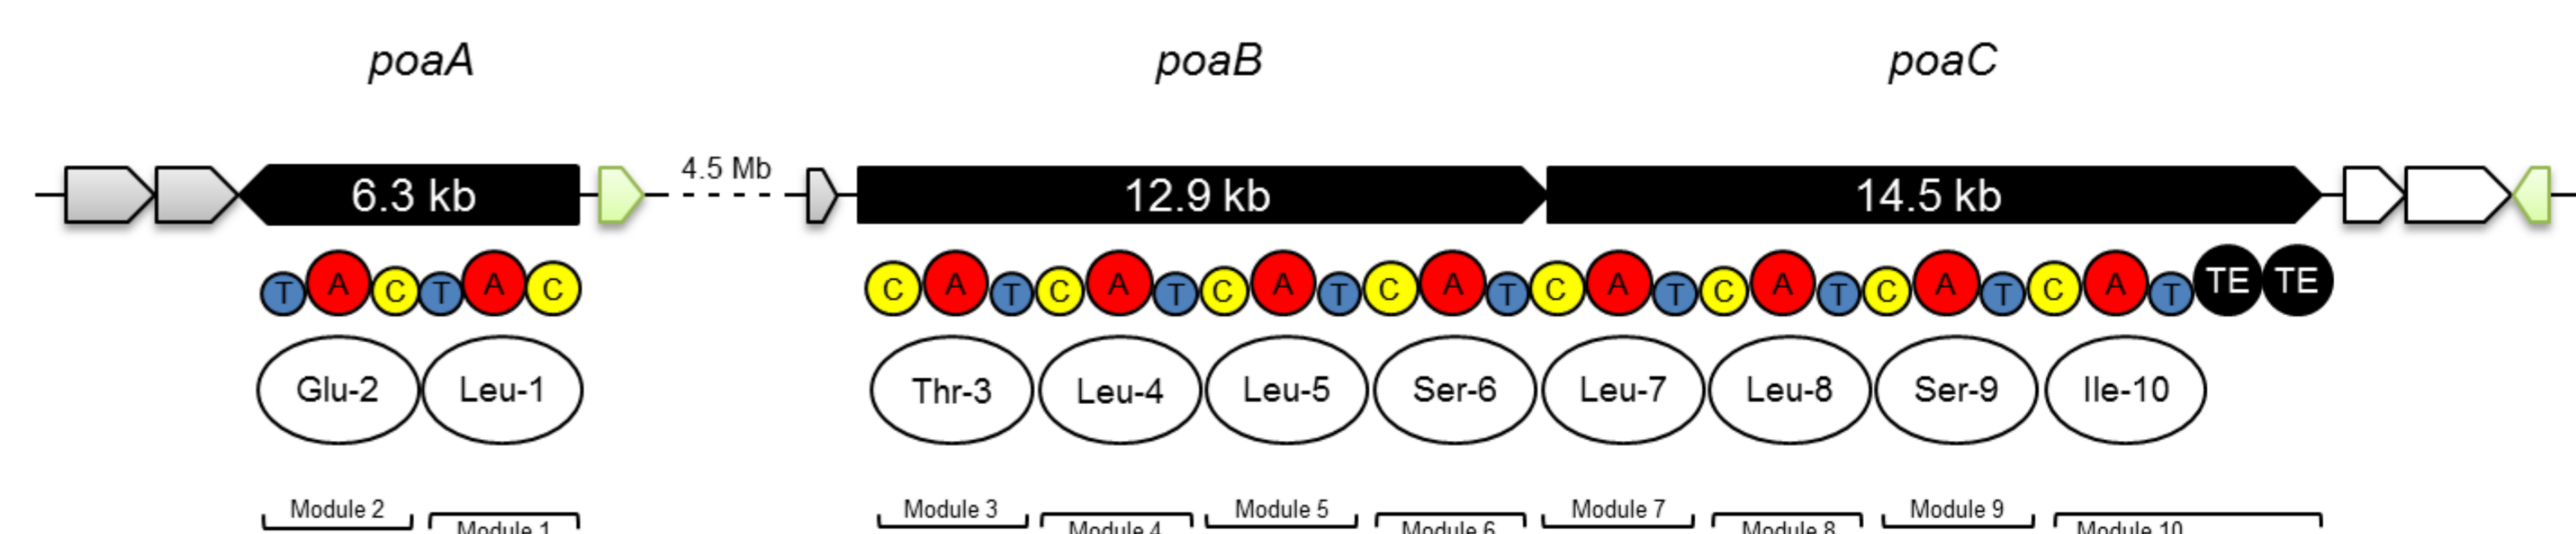 poaA poaB poaC
4.5 Mb
6.3 kb 12.9 kb 14.5 kb
T A C T A C C A T C A T C A T C A T C A T C A T C A T C A T TE TE
Glu-2 Leu-1 Thr-3 Leu-4 Leu-5 Ser-6 Leu-7 Leu-8 Ser-9 Ile-10
Module 2 Module 3 Module 5 Module 7 Module 9
Module 1 Module 4 Module 6 Module 8 Module 10